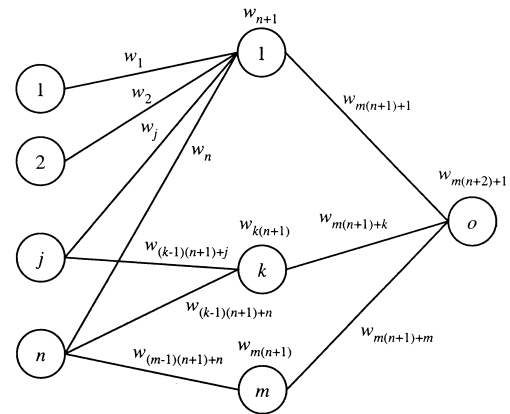 w_{n+1}
1 w_1 1
w_2
w_{m(n+1)+1}
w_j
2 w_n
w_{m(n+2)+1}
w_{k(n+1)} w_{m(n+1)+k} o
j w_{(k-1)(n+1)+j} k
w_{(k-1)(n+1)+n}
w_{m(n+1)+m}
n w_{(m-1)(n+1)+n} w_{m(n+1)}
m